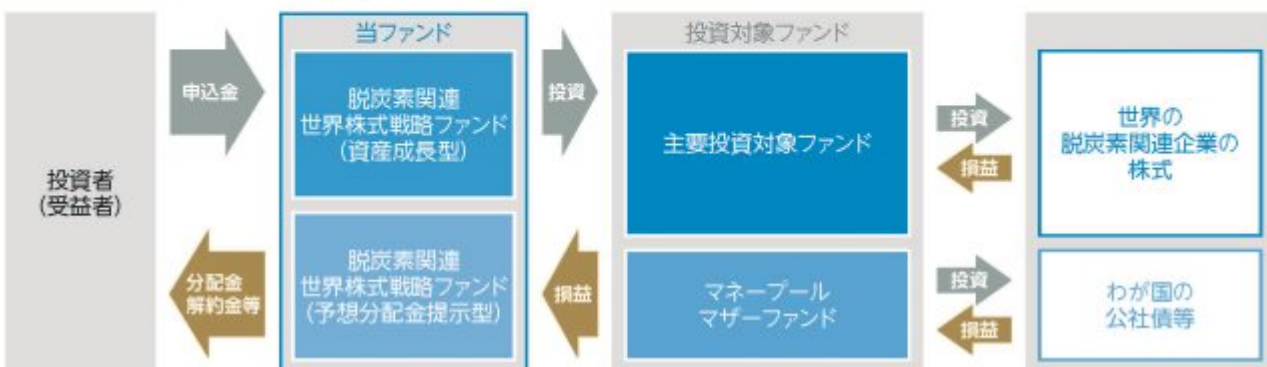 投資者
(受益者)
申込金
分配金
解約金等
当ファンド
脱炭素関連
世界株式戦略ファンド
(資産成長型)
脱炭素関連
世界株式戦略ファンド
(予想分配金提示型)
投資
損益
投資対象ファンド
主要投資対象ファンド
マネープール
マザーファンド
投資
損益
投資
損益
世界の
脱炭素関連企業の
株式
わが国の
公社債等